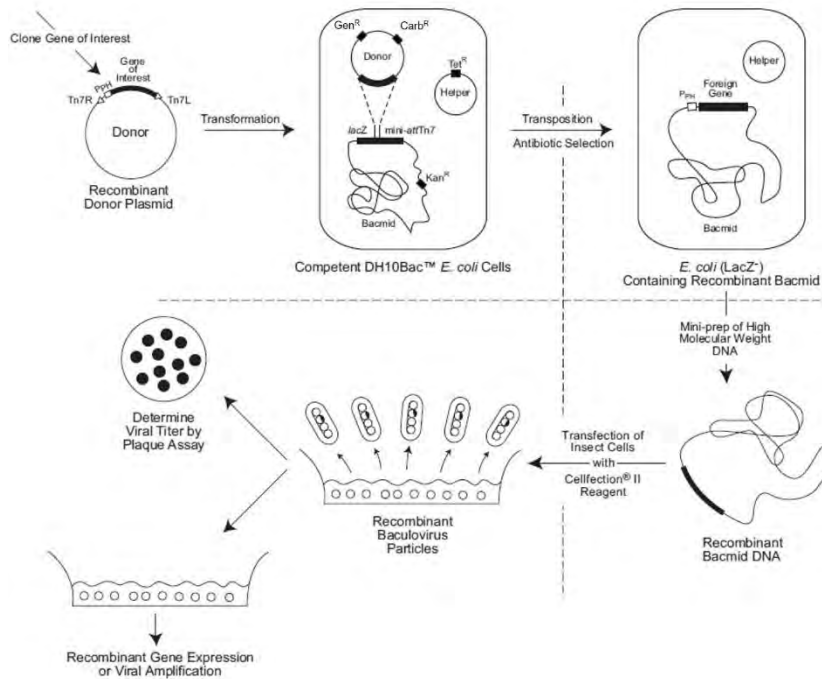 Clone Gene of Interest
Gene
of
Interest
PPH
Tn7R
Tn7L
Donor
Recombinant
Donor Plasmid
Transformation
GenR
CarbR
Donor
TetR
Helper
lacZ
mini-attTn7
KanR
Bacmid
Competent DH10Bac™ E. coli Cells
Transposition
Antibiotic Selection
Helper
Foreign
Gene
PPH
Bacmid
E. coli (LacZ-)
Containing Recombinant Bacmid
Mini-prep of High
Molecular Weight
DNA
Recombinant
Bacmid DNA
Transfection of
Insect Cells
with
Cellfection® II
Reagent
Recombinant
Baculovirus
Particles
Determine
Viral Titer by
Plaque Assay
Recombinant Gene Expression
or Viral Amplification